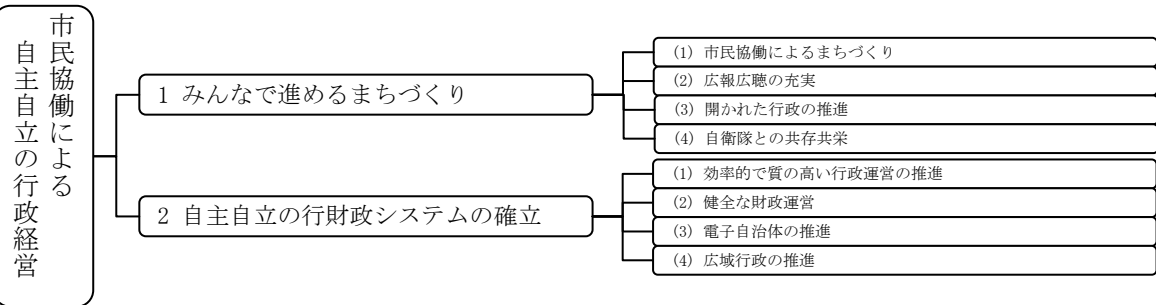 市民協働による
自主自立の行政経営
1 みんなで進めるまちづくり
(1) 市民協働によるまちづくり
(2) 広報広聴の充実
(3) 開かれた行政の推進
(4) 自衛隊との共存共栄
2 自主自立の行財政システムの確立
(1) 効率的で質の高い行政運営の推進
(2) 健全な財政運営
(3) 電子自治体の推進
(4) 広域行政の推進